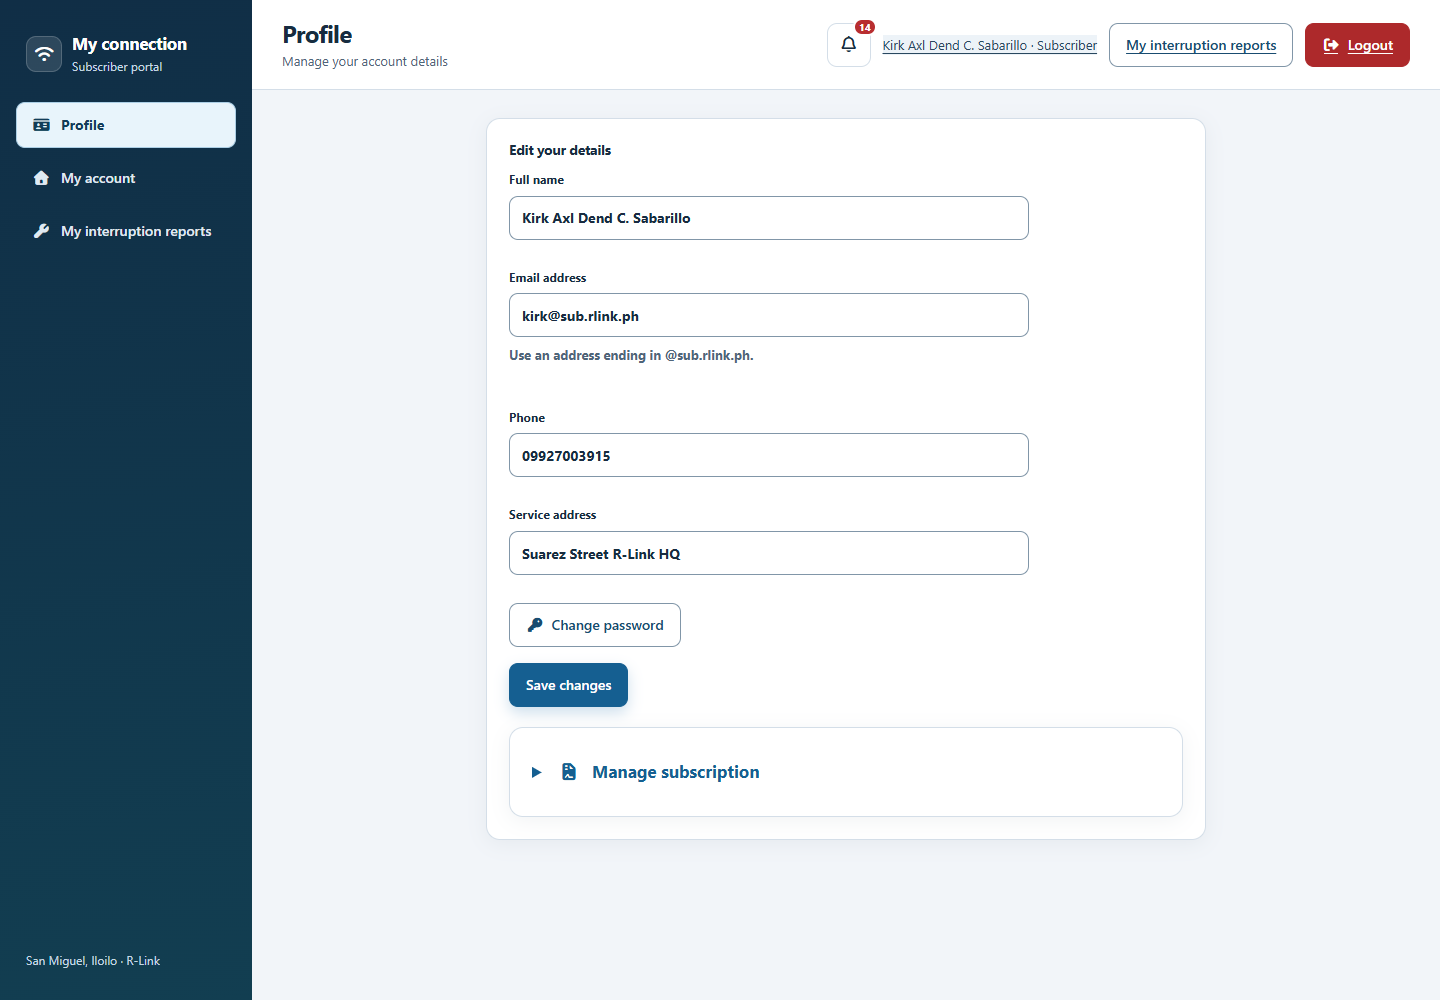 My connection
Subscriber portal
Profile
My account
My interruption reports
San Miguel, Iloilo · R-Link
Profile
Manage your account details
14
Kirk Axl Dend C. Sabarillo · Subscriber
My interruption reports
Logout
Edit your details
Full name
Kirk Axl Dend C. Sabarillo
Email address
kirk@sub.rlink.ph
Use an address ending in @sub.rlink.ph.
Phone
09927003915
Service address
Suarez Street R-Link HQ
Change password
Save changes
Manage subscription